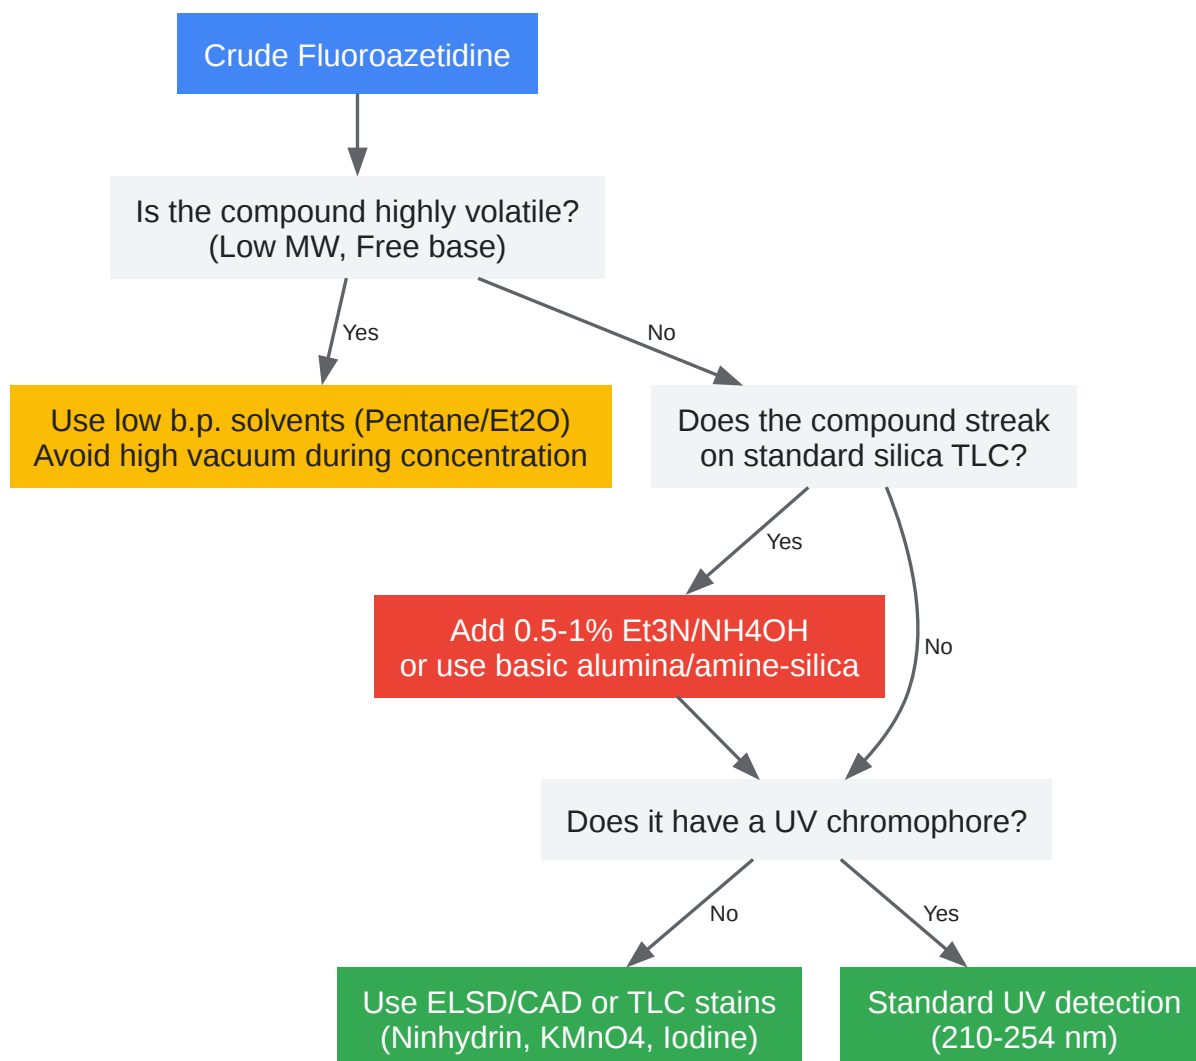 Crude Fluoroazetidine
Is the compound highly volatile?
(Low MW, Free base)
Yes
No
Use low b.p. solvents (Pentane/Et2O)
Avoid high vacuum during concentration
Does the compound streak
on standard silica TLC?
Yes
No
Add 0.5-1% Et3N/NH4OH
or use basic alumina/amine-silica
Does it have a UV chromophore?
No
Yes
Use ELSD/CAD or TLC stains
(Ninhydrin, KMnO4, Iodine)
Standard UV detection
(210-254 nm)